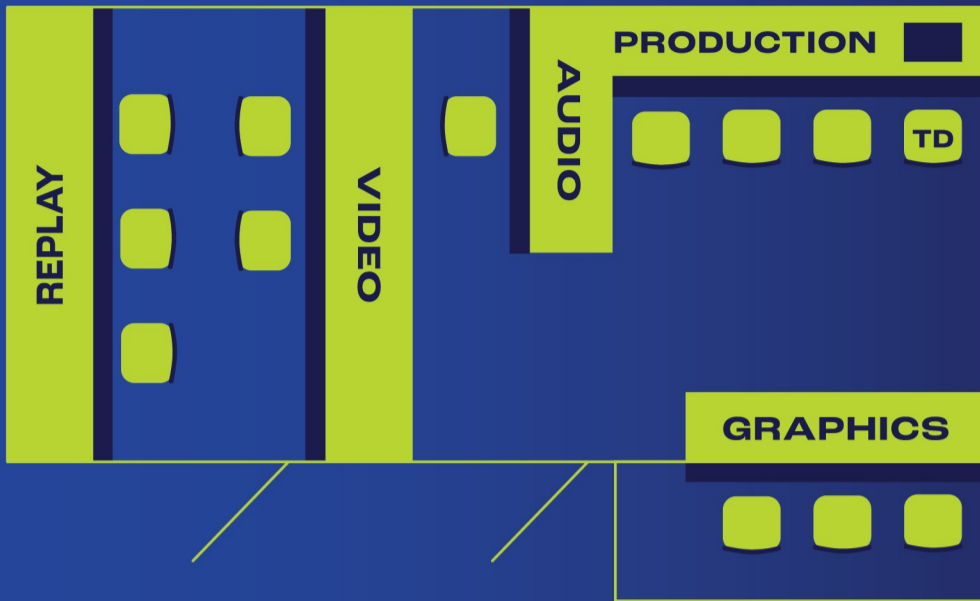 REPLAY
VIDEO
AUDIO
PRODUCTION
TD
GRAPHICS